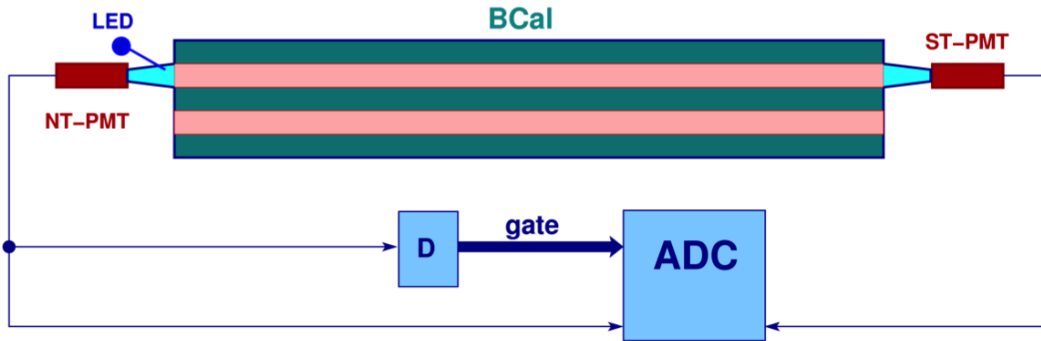 BCal
LED
ST-PMT
NT-PMT
gate
D
ADC